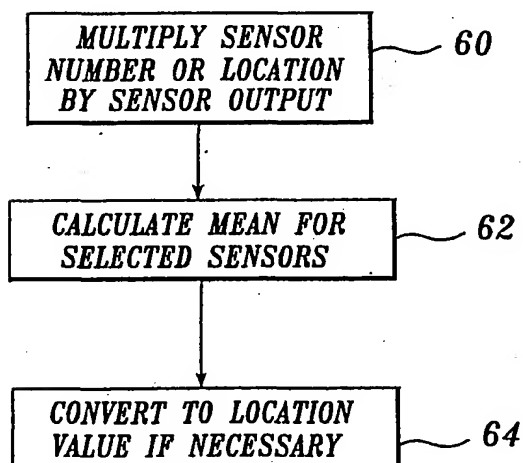 MULTIPLY SENSOR
NUMBER OR LOCATION
BY SENSOR OUTPUT
60
CALCULATE MEAN FOR
SELECTED SENSORS
62
CONVERT TO LOCATION
VALUE IF NECESSARY
64